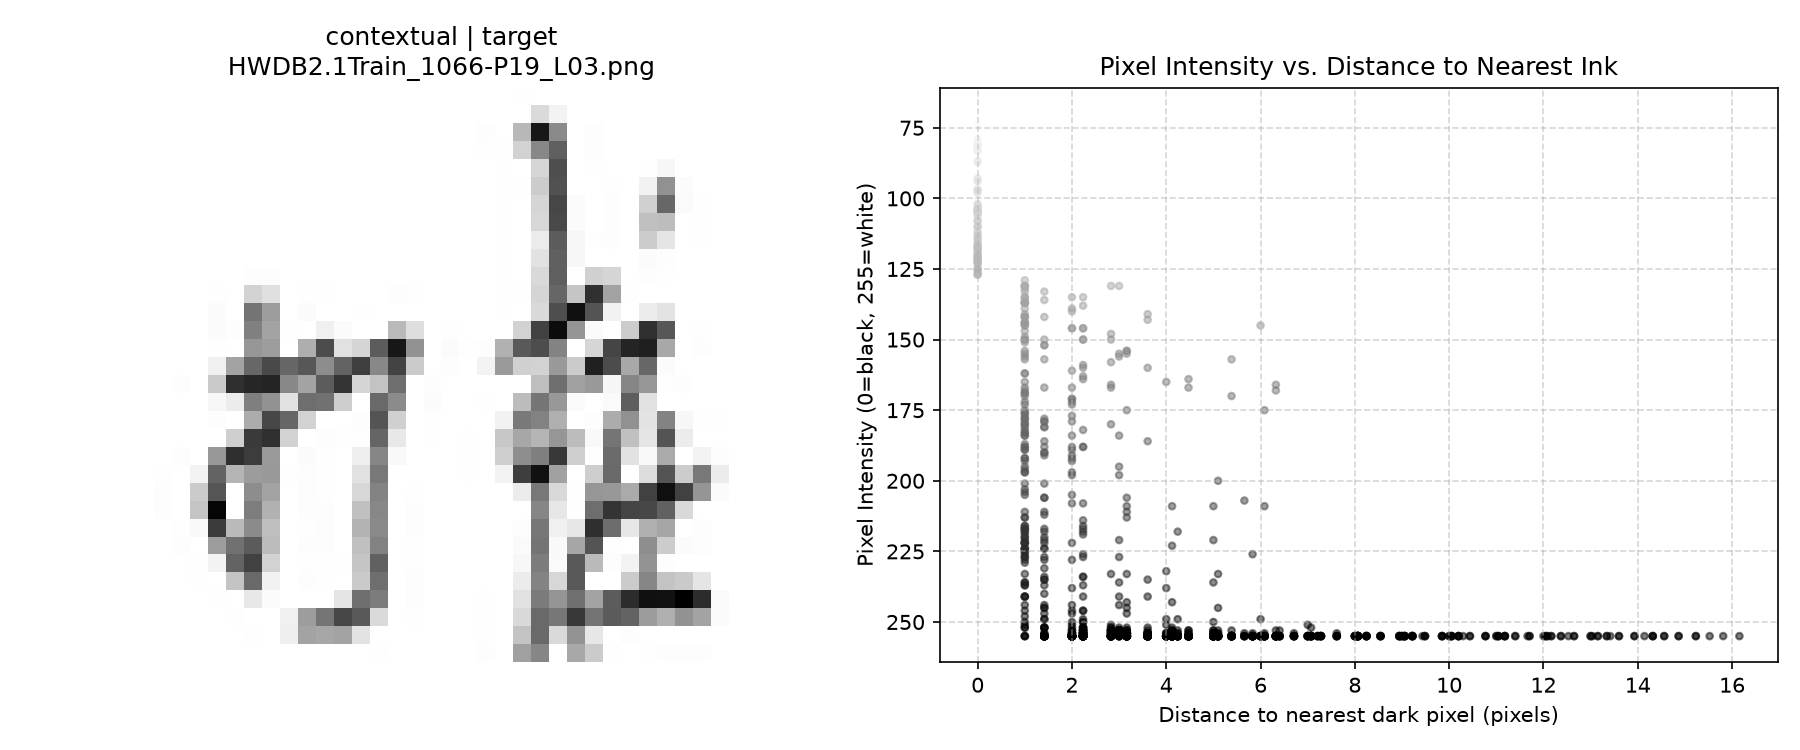 contextual | target
HWDB2.1Train_1066-P19_L03.png
Pixel Intensity vs. Distance to Nearest Ink
Pixel Intensity (0=black, 255=white)
75
100
125
150
175
200
225
250
0 2 4 6 8 10 12 14 16
Distance to nearest dark pixel (pixels)